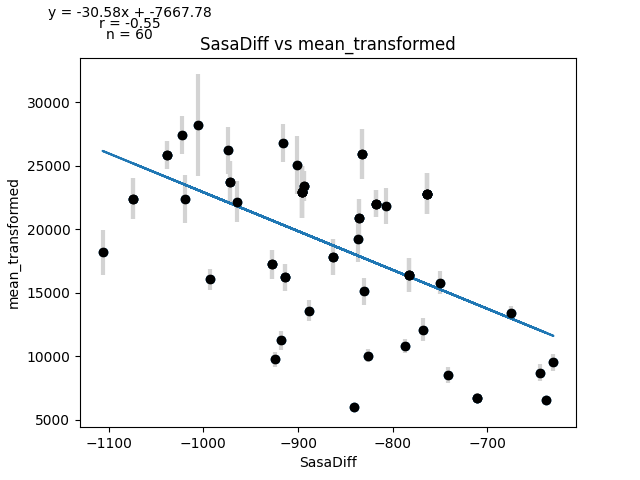 y = -30.58x + -7667.78
r = -0.55
n = 60
SasaDiff vs mean_transformed
mean_transformed
30000
25000
20000
15000
10000
5000
−1100 −1000 −900 −800 −700
SasaDiff